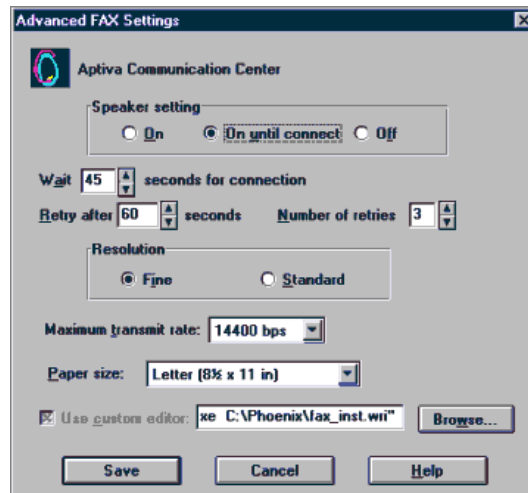 Advanced FAX Settings
Aptiva Communication Center
Speaker setting
On On until connect Off
Wait 45 seconds for connection
Retry after 60 seconds Number of retries 3
Resolution
Fine Standard
Maximum transmit rate: 14400 bps
Paper size: Letter (8½ x 11 in)
Use custom editor: xe C:\Phoenix\fax_inst.wri" Browse...
Save Cancel Help